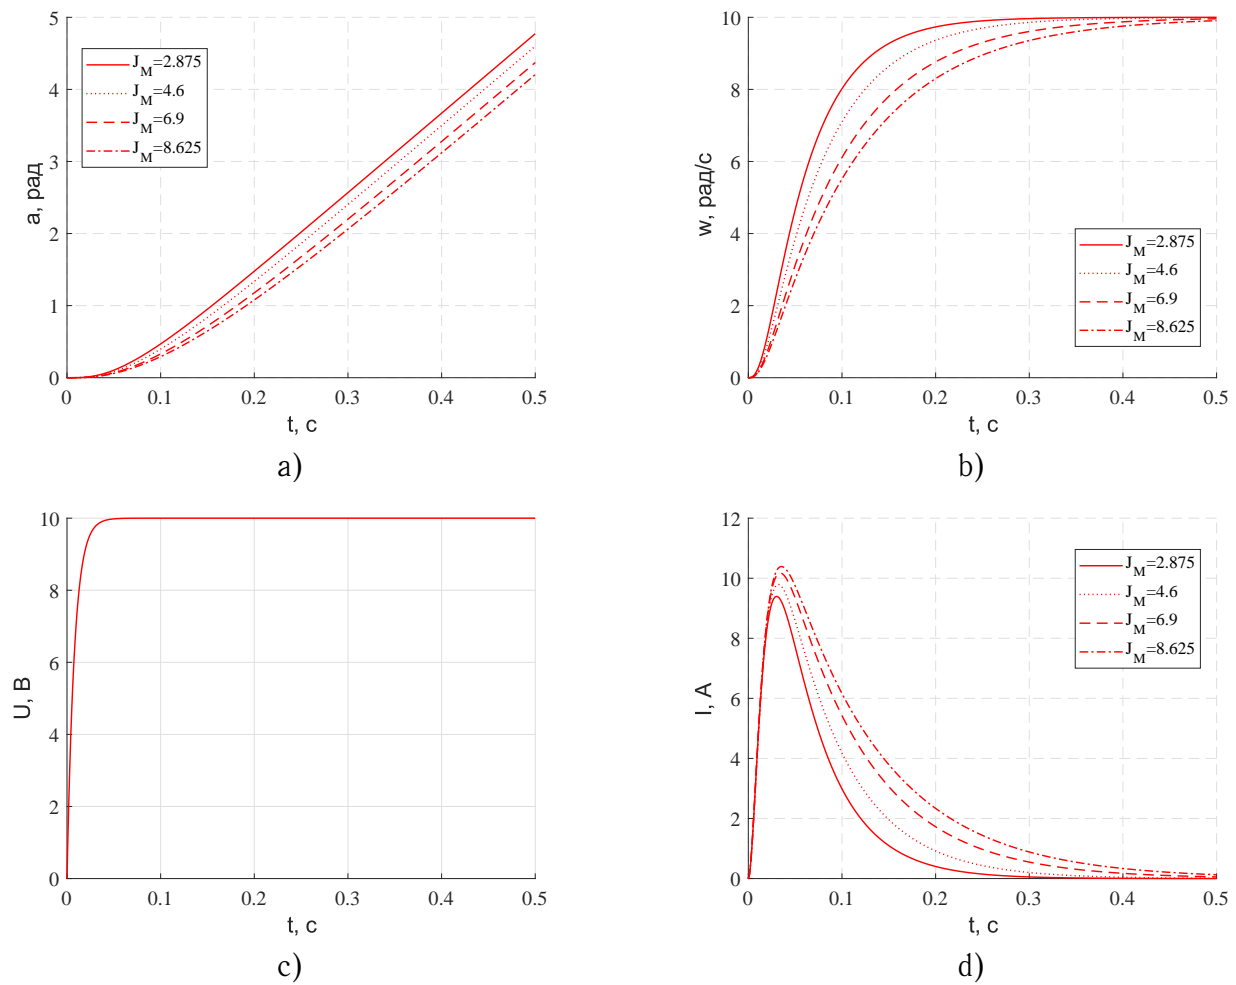 5
4
3
2
1
0
0 0.1 0.2 0.3 0.4 0.5
a, рад
t, c
J_M=2.875
J_M=4.6
J_M=6.9
J_M=8.625
a)
10
8
6
4
2
0
0 0.1 0.2 0.3 0.4 0.5
w, рад/с
t, c
J_M=2.875
J_M=4.6
J_M=6.9
J_M=8.625
b)
10
8
6
4
2
0
0 0.1 0.2 0.3 0.4 0.5
U, В
t, c
c)
12
10
8
6
4
2
0
0 0.1 0.2 0.3 0.4 0.5
I, А
t, c
J_M=2.875
J_M=4.6
J_M=6.9
J_M=8.625
d)